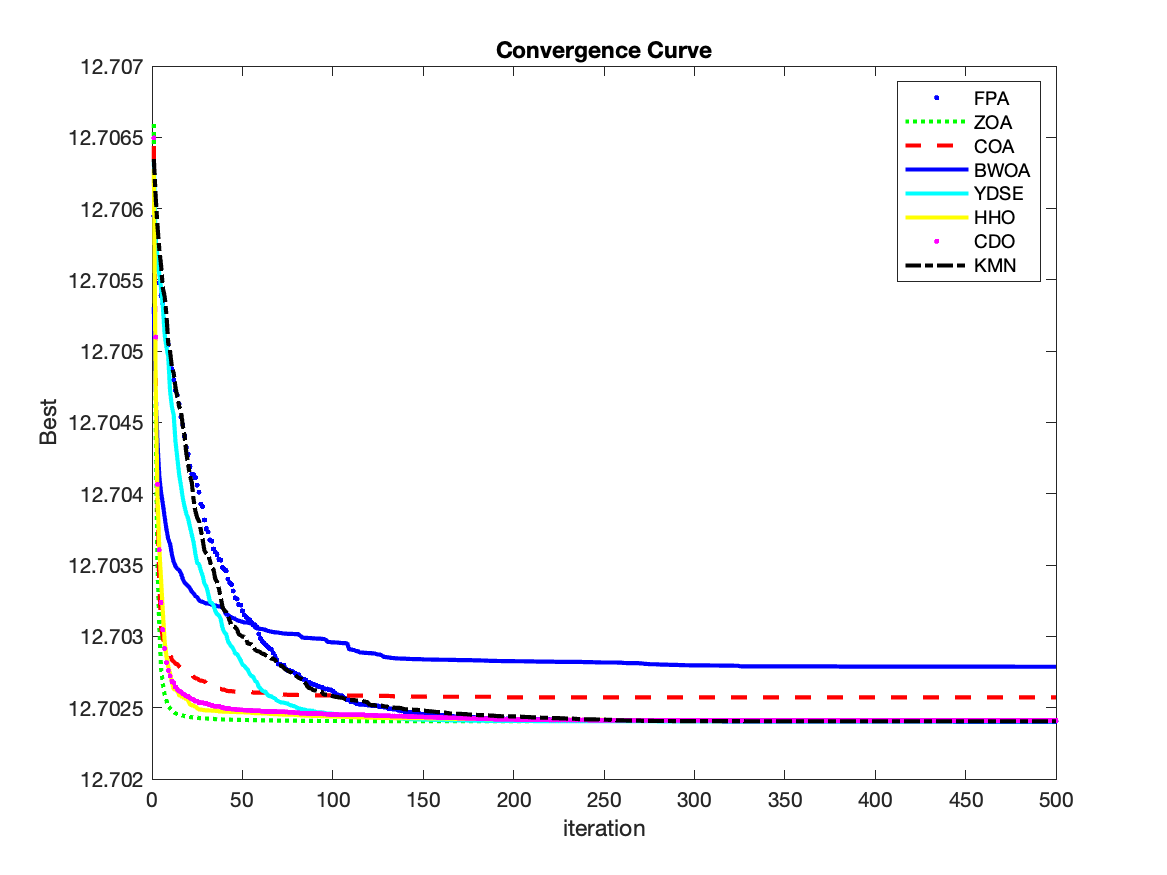 Convergence Curve
12.707
12.7065
12.706
12.7055
12.705
12.7045
12.704
12.7035
12.703
12.7025
12.702
Best
FPA
ZOA
COA
BWOA
YDSE
HHO
CDO
KMN
0 50 100 150 200 250 300 350 400 450 500
iteration